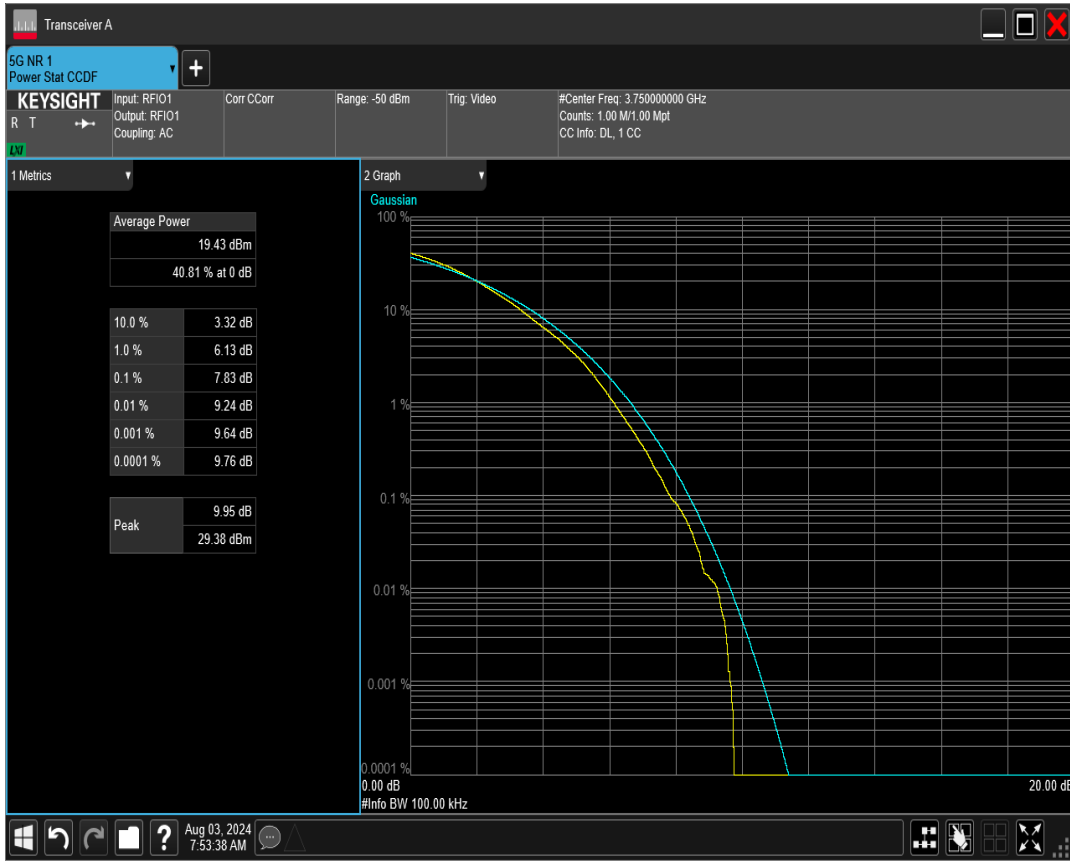 Transceiver A
5G NR 1
Power Stat CCDF
KEYSIGHT
R T
LXI
Input: RFIO1
Output: RFIO1
Coupling: AC
Corr CCorr
Range: -50 dBm
Trig: Video
#Center Freq: 3.750000000 GHz
Counts: 1.00 M/1.00 Mpt
CC Info: DL, 1 CC
1 Metrics
Average Power
19.43 dBm
40.81 % at 0 dB
10.0 % 3.32 dB
1.0 % 6.13 dB
0.1 % 7.83 dB
0.01 % 9.24 dB
0.001 % 9.64 dB
0.0001 % 9.76 dB
Peak
9.95 dB
29.38 dBm
2 Graph
Gaussian
100 %
10 %
1 %
0.1 %
0.01 %
0.001 %
0.0001 %
0.00 dB
20.00 dB
#Info BW 100.00 kHz
?
Aug 03, 2024
7:53:38 AM